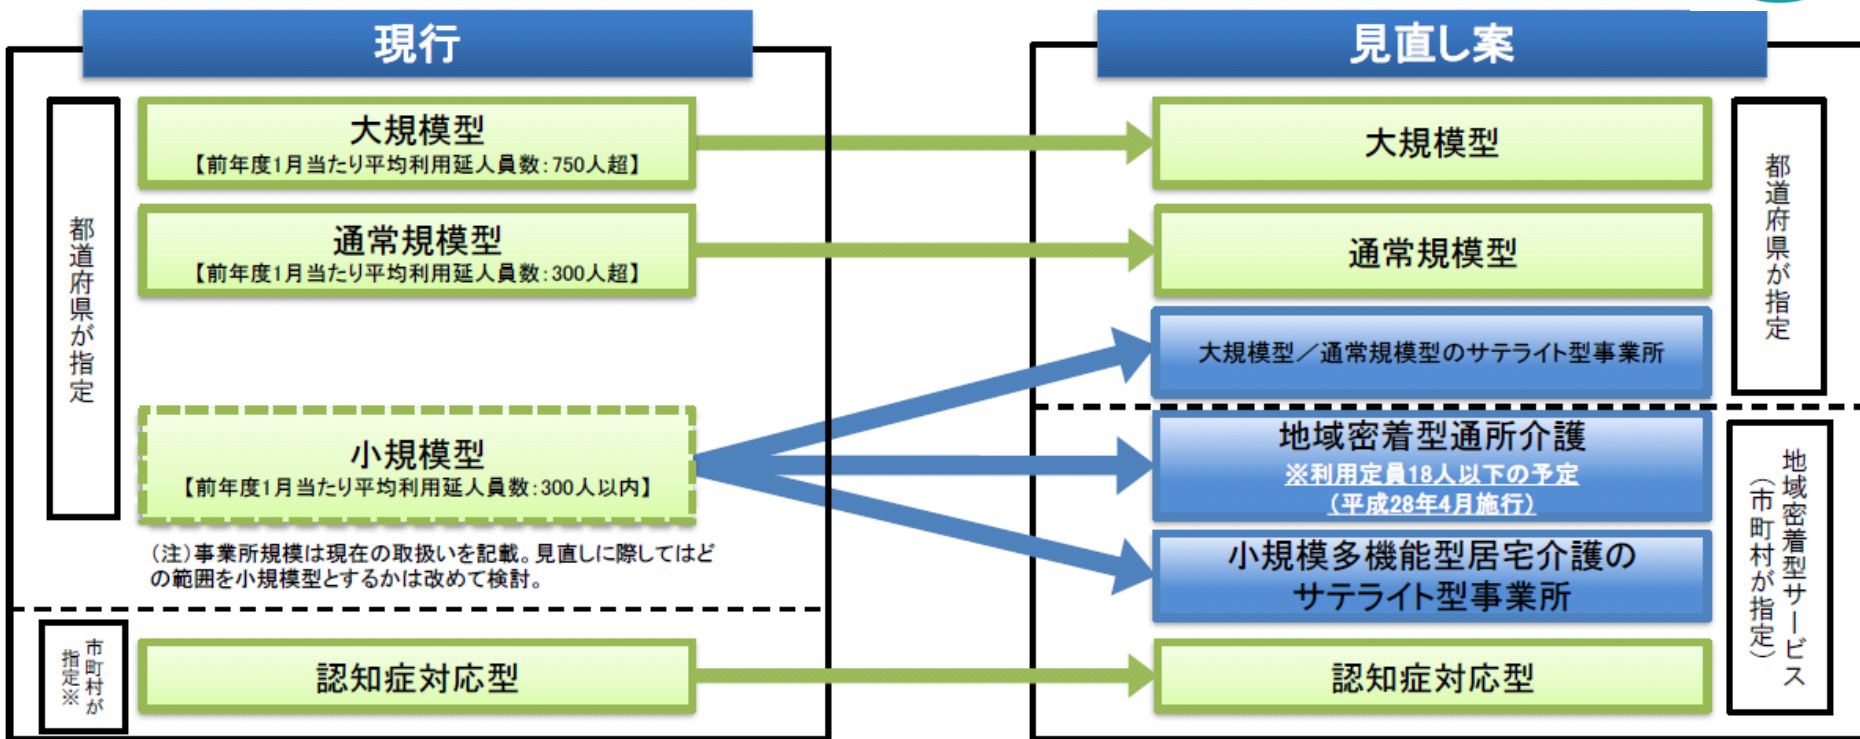 現行
都道府県が指定
大規模型
【前年度1月当たり平均利用延人員数:750人超】
通常規模型
【前年度1月当たり平均利用延人員数:300人超】
小規模型
【前年度1月当たり平均利用延人員数:300人以内】
(注)事業所規模は現在の取扱いを記載。見直しに際してはど
の範囲を小規模型とするかは改めて検討。
市町村が
指定※
認知症対応型
見直し案
大規模型
通常規模型
大規模型/通常規模型のサテライト型事業所
都道府県が指定
地域密着型通所介護
※利用定員18人以下の予定
(平成28年4月施行)
小規模多機能型居宅介護の
サテライト型事業所
認知症対応型
地域密着型サービス
(市町村が指定)